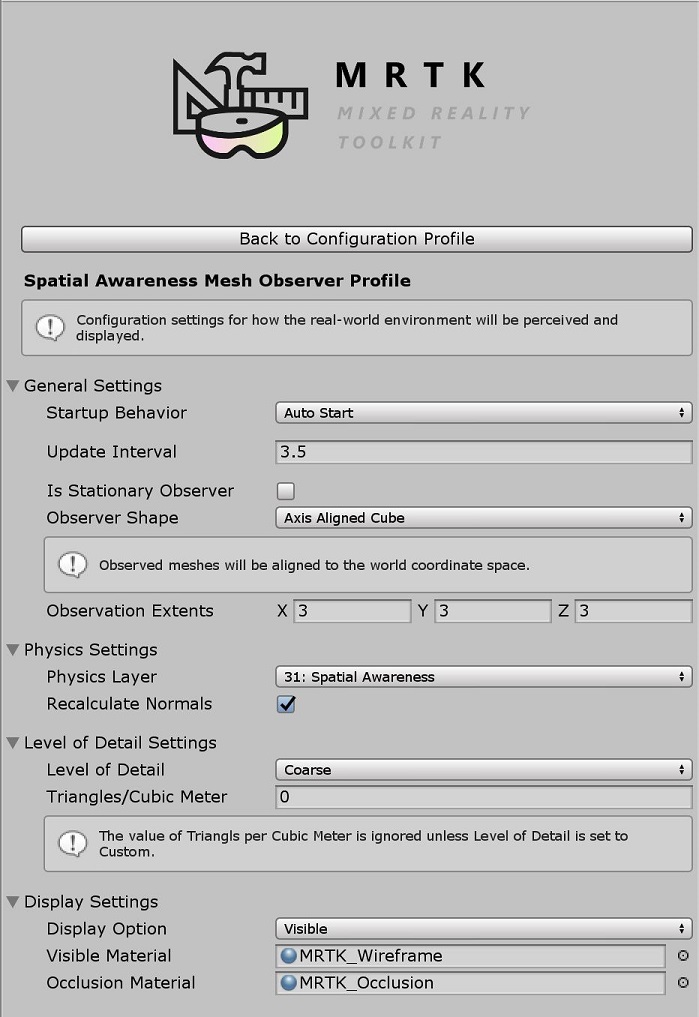 MRTK
MIXED REALITY
TOOLKIT
Back to Configuration Profile
Spatial Awareness Mesh Observer Profile
Configuration settings for how the real-world environment will be perceived and
displayed.
General Settings
Startup Behavior Auto Start
Update Interval 3.5
Is Stationary Observer
Observer Shape Axis Aligned Cube
Observed meshes will be aligned to the world coordinate space.
Observation Extents X 3 Y 3 Z 3
Physics Settings
Physics Layer 31: Spatial Awareness
Recalculate Normals
Level of Detail Settings
Level of Detail Coarse
Triangles/Cubic Meter 0
The value of Triangls per Cubic Meter is ignored unless Level of Detail is set to
Custom.
Display Settings
Display Option Visible
Visible Material MRTK_Wireframe
Occlusion Material MRTK_Occlusion